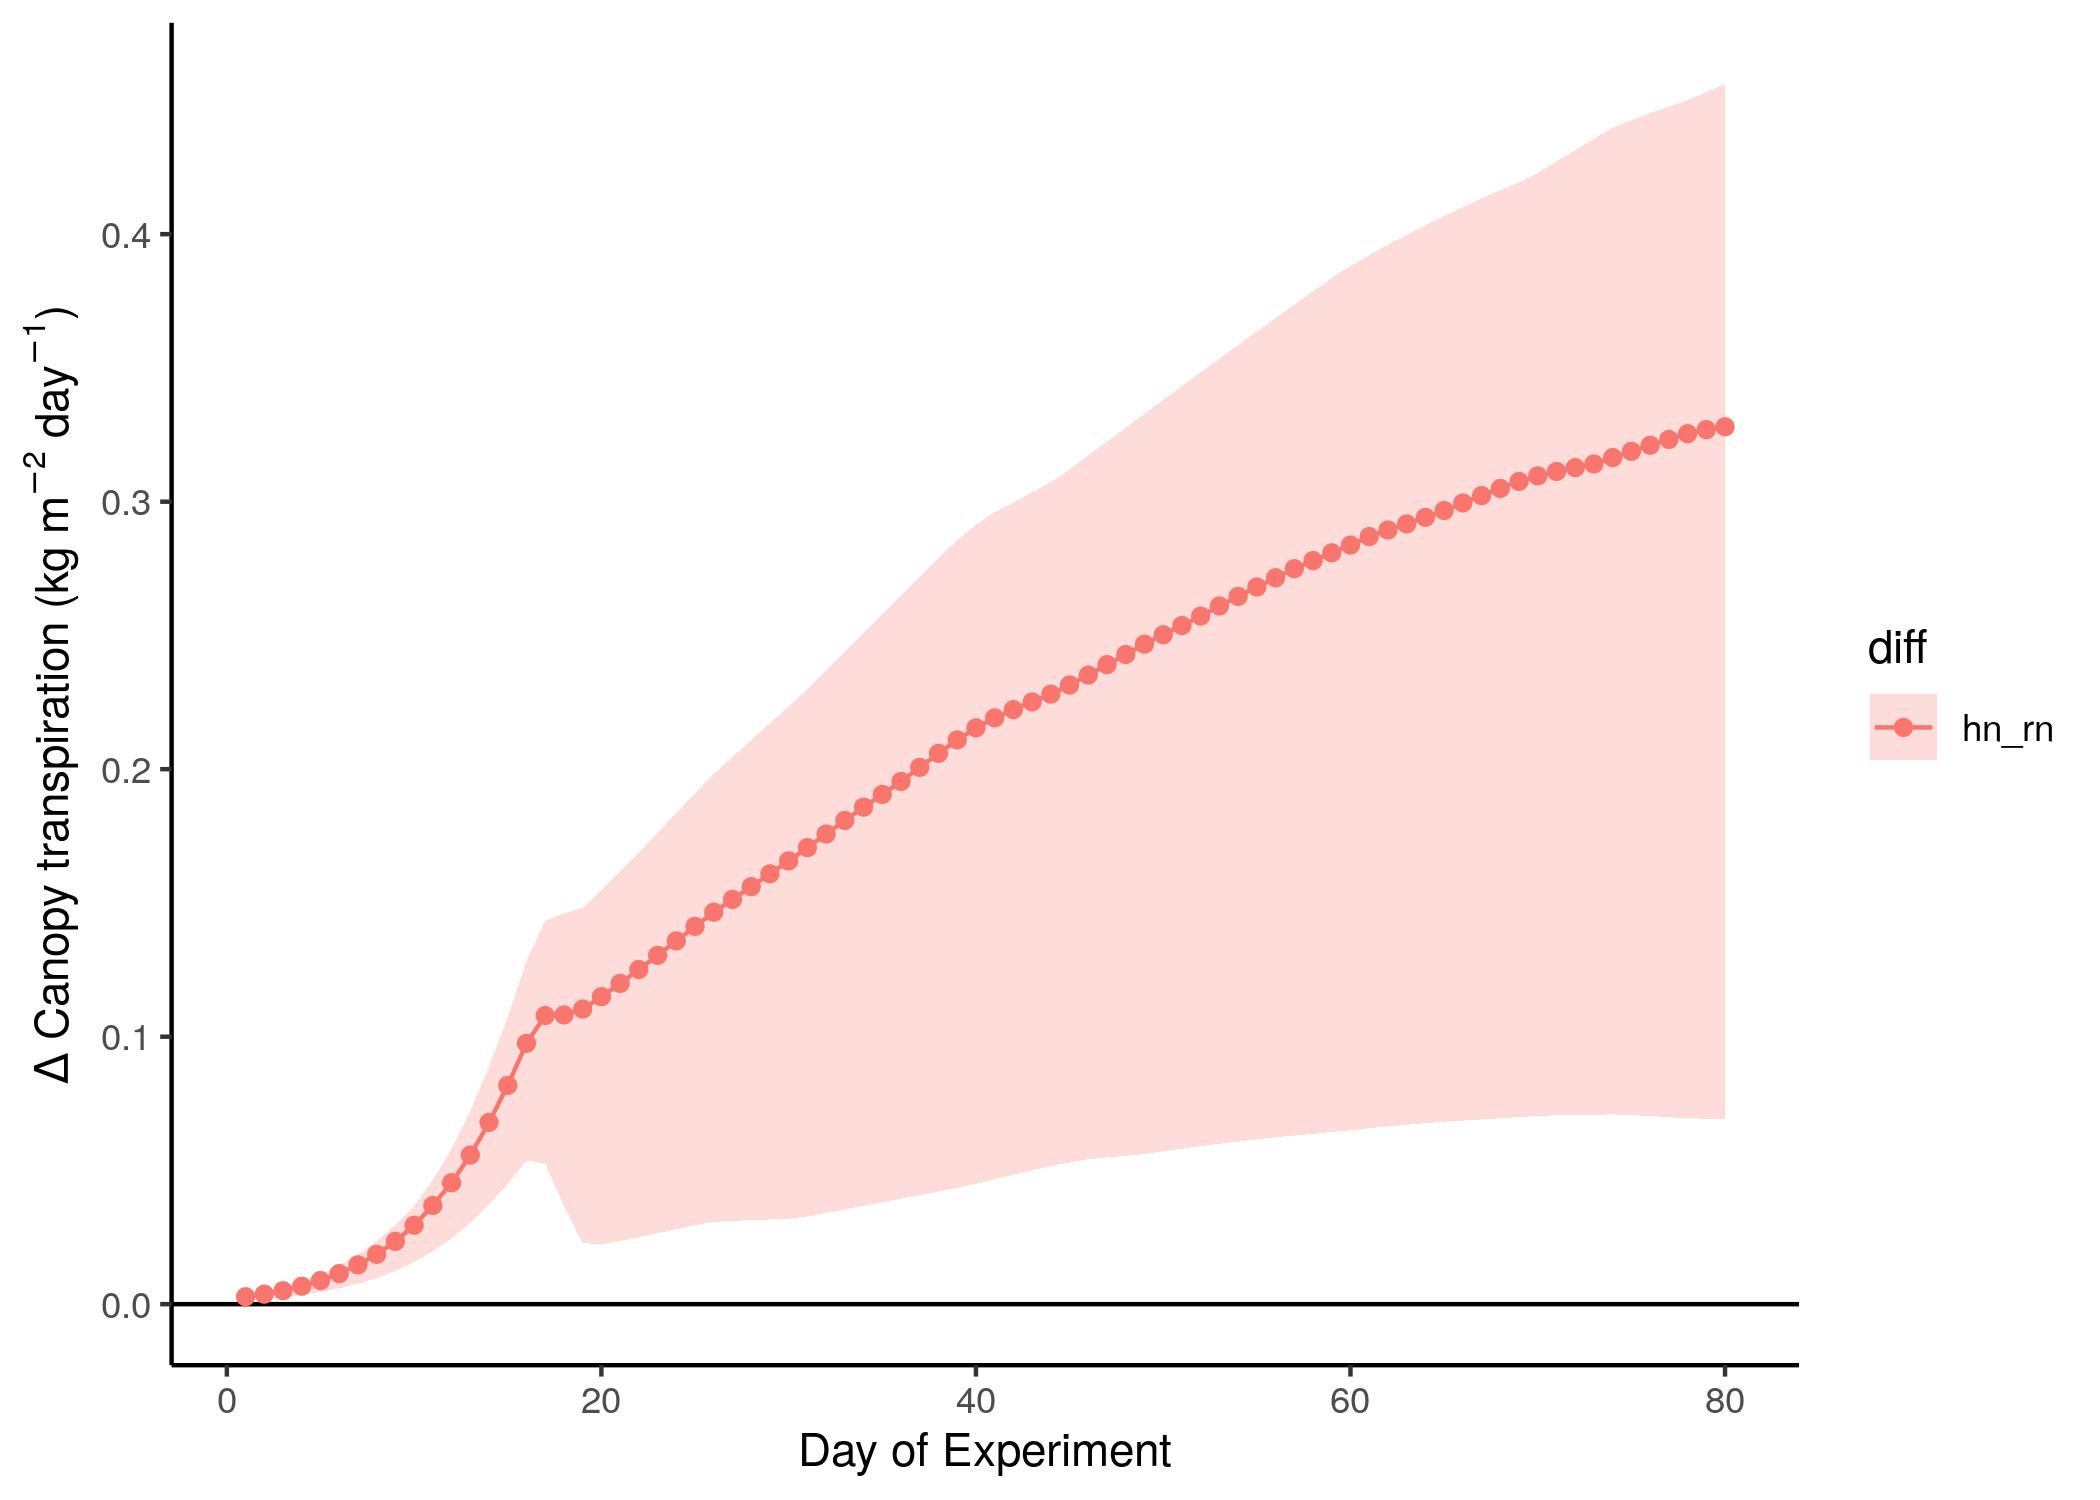 Δ Canopy transpiration (kg m⁻² day⁻¹)
0.4
0.3
0.2
0.1
0.0
0 20 40 60 80
Day of Experiment
diff
hn_rn